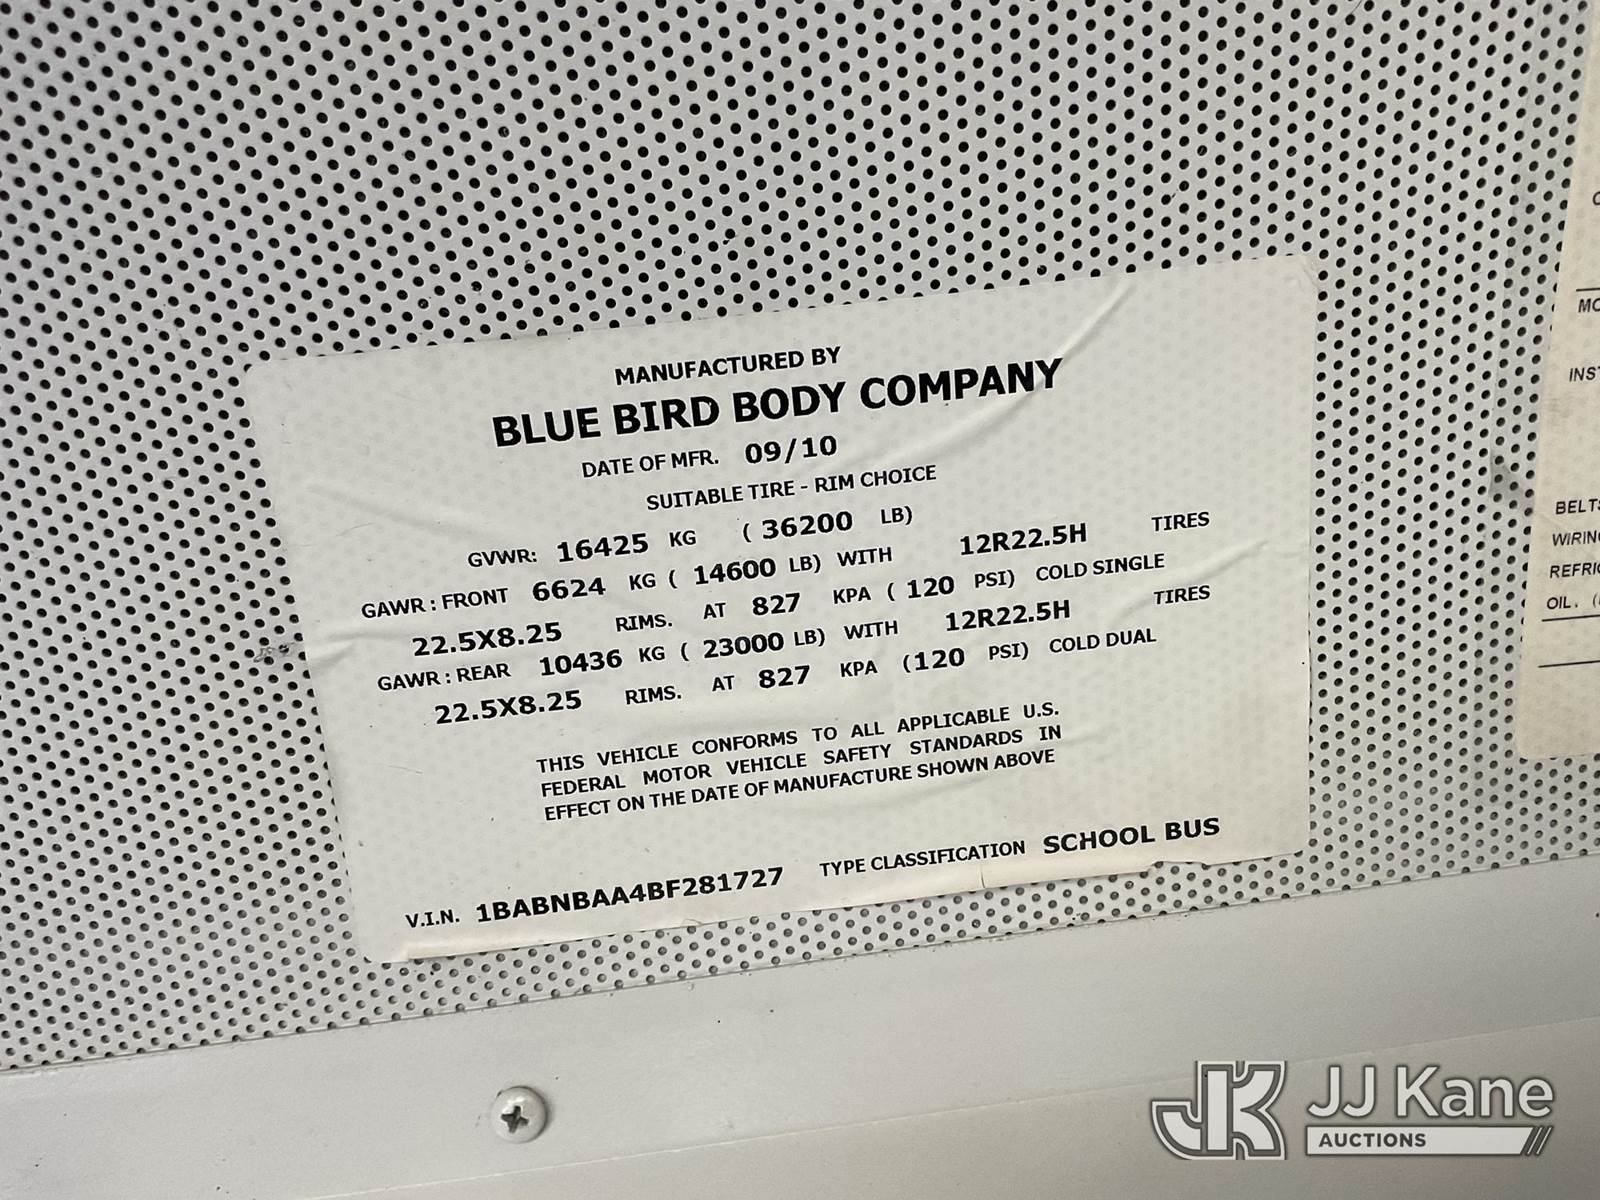 MANUFACTURED BY
BLUE BIRD BODY COMPANY
DATE OF MFR. 09/10
SUITABLE TIRE - RIM CHOICE
GVWR: 16425 KG ( 36200 LB)
GAWR : FRONT 6624 KG ( 14600 LB) WITH 12R22.5H TIRES
22.5X8.25 RIMS. AT 827 KPA ( 120 PSI) COLD SINGLE
GAWR : REAR 10436 KG ( 23000 LB) WITH 12R22.5H TIRES
22.5X8.25 RIMS. AT 827 KPA (120 PSI) COLD DUAL
THIS VEHICLE CONFORMS TO ALL APPLICABLE U.S.
FEDERAL MOTOR VEHICLE SAFETY STANDARDS IN
EFFECT ON THE DATE OF MANUFACTURE SHOWN ABOVE
V.I.N. 1BABNBAA4BF281727 TYPE CLASSIFICATION SCHOOL BUS
OIL.
JJ Kane
AUCTIONS